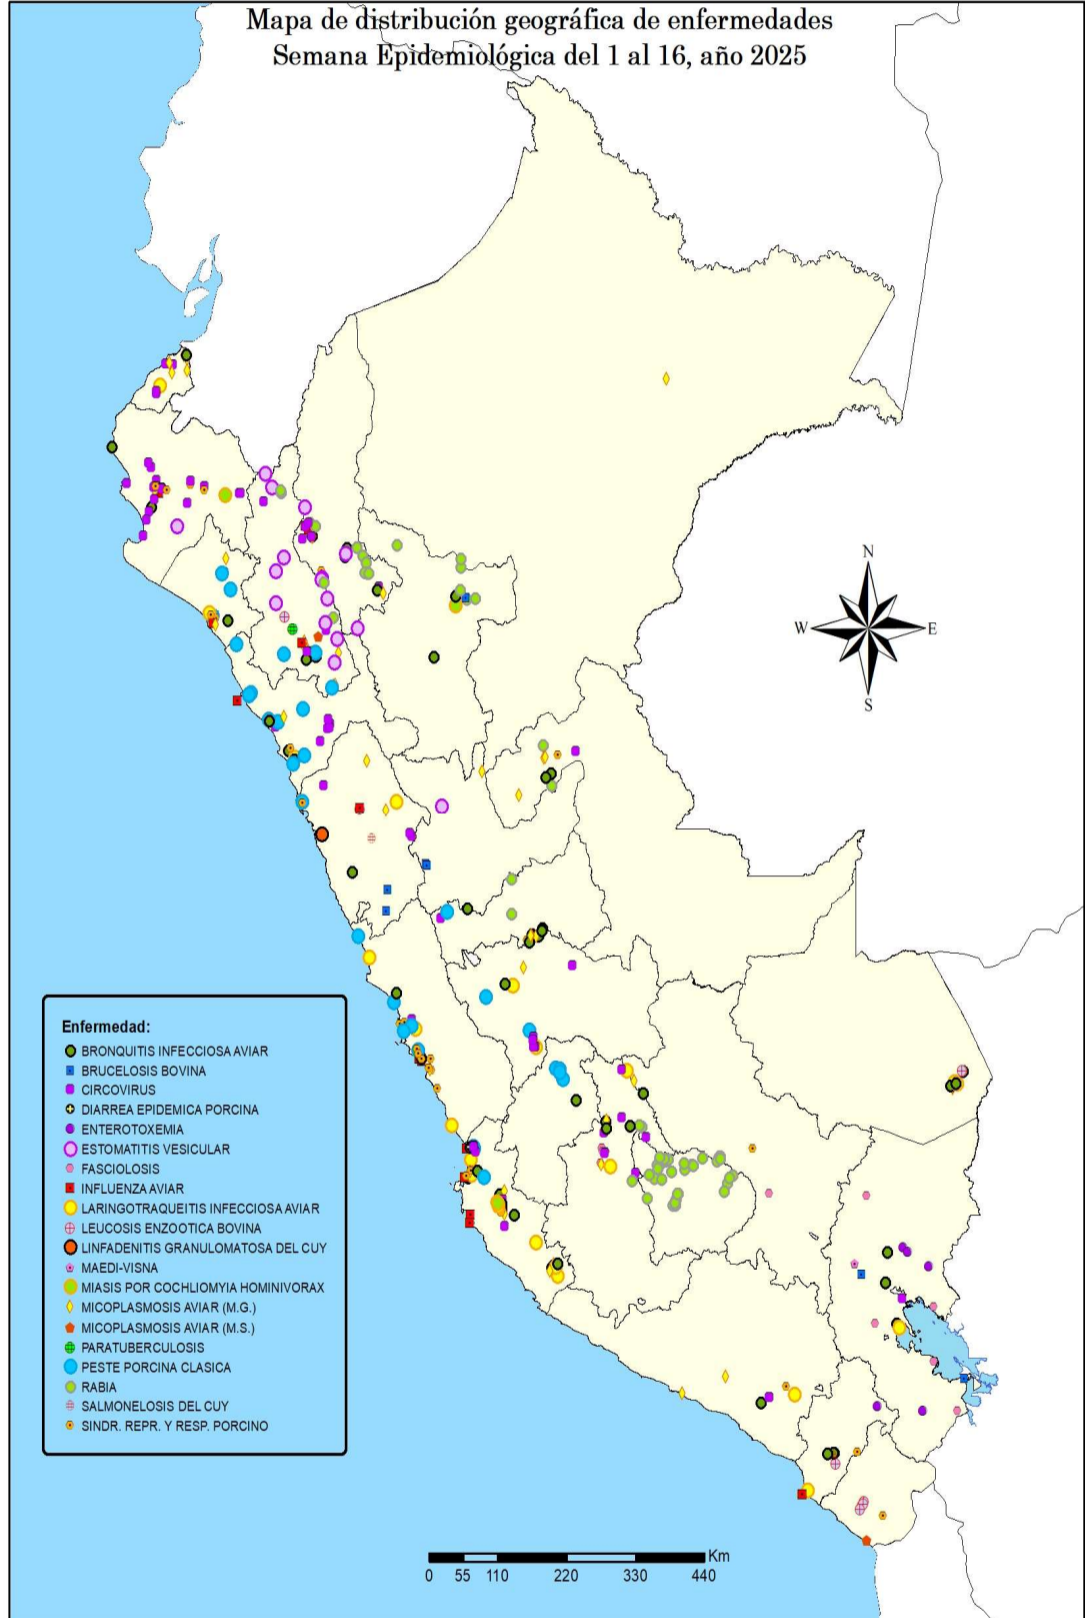 Mapa de distribución geográfica de enfermedades
Semana Epidemiológica del 1 al 16, año 2025
N
W
E
S
Enfermedad:
BRONQUITIS INFECCIOSA AVIAR
BRUCELOSIS BOVINA
CIRCOVIRUS
DIARREA EPIDEMICA PORCINA
ENTEROTOXEMIA
ESTOMATITIS VESICULAR
FASCIOLOSIS
INFLUENZA AVIAR
LARINGOTRAQUEITIS INFECCIOSA AVIAR
LEUCOSIS ENZOOTICA BOVINA
LINFADENITIS GRANULOMATOSA DEL CUY
MAEDI-VISNA
MIASIS POR COCHLIOMYIA HOMINIVORAX
MICOPLASMOSIS AVIAR (M.G.)
MICOPLASMOSIS AVIAR (M.S.)
PARATUBERCULOSIS
PESTE PORCINA CLASICA
RABIA
SALMONELOSIS DEL CUY
SINDR. REPR. Y RESP. PORCINO
Km
0 55 110 220 330 440